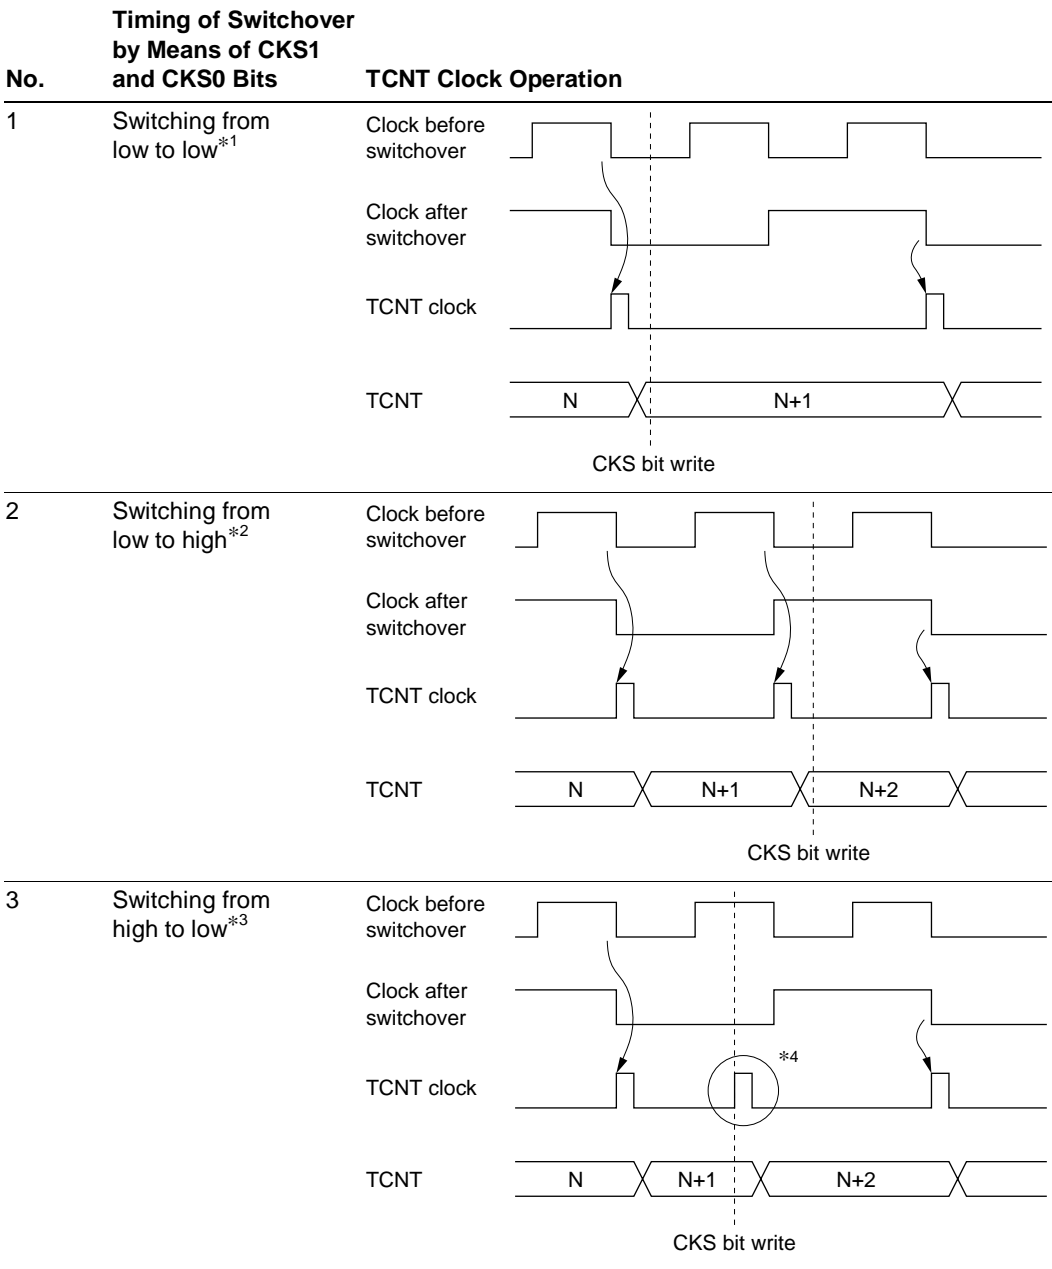 Timing of Switchover
by Means of CKS1
No. and CKS0 Bits TCNT Clock Operation
1 Switching from
low to low*1
Clock before
switchover
Clock after
switchover
TCNT clock
TCNT N N+1
CKS bit write
2 Switching from
low to high*2
Clock before
switchover
Clock after
switchover
TCNT clock
TCNT N N+1 N+2
CKS bit write
3 Switching from
high to low*3
Clock before
switchover
Clock after
switchover
*4
TCNT clock
TCNT N N+1 N+2
CKS bit write